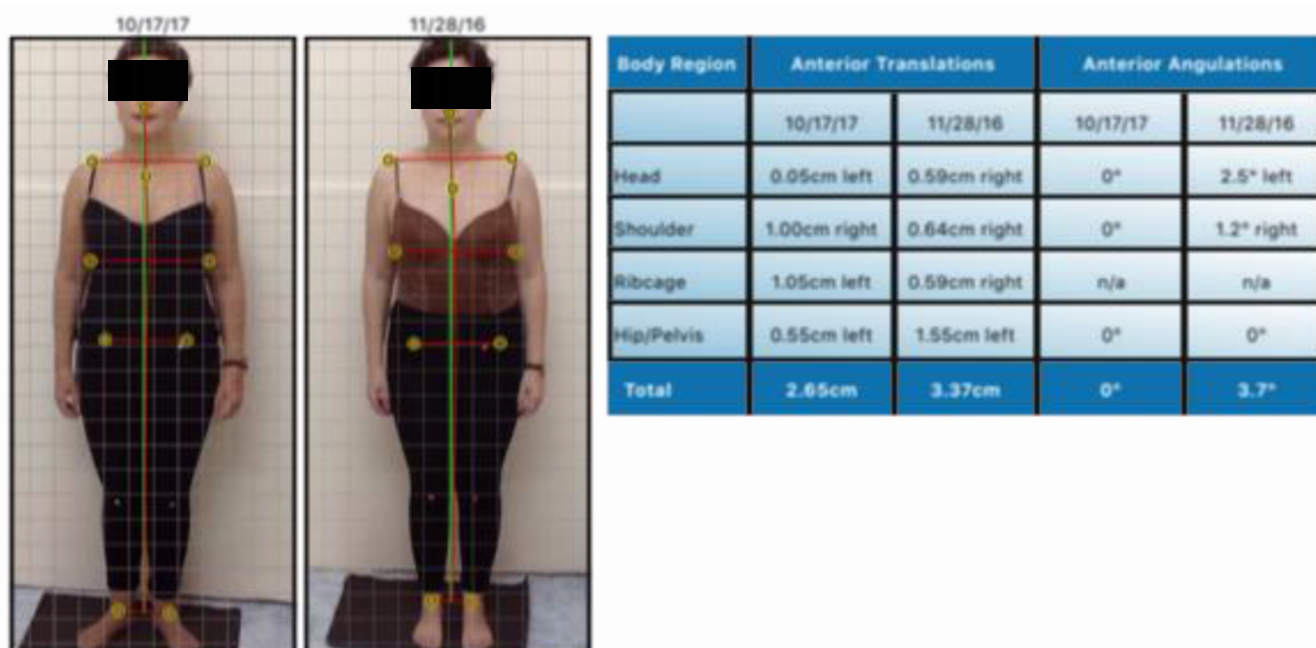 10/17/17 11/28/16
Body Region Anterior Translations Anterior Angulations
10/17/17 11/28/16 10/17/17 11/28/16
Head 0.05cm left 0.59cm right 0° 2.5° left
Shoulder 1.00cm right 0.64cm right 0° 1.2° right
Ribcage 1.05cm left 0.59cm right n/a n/a
Hip/Pelvis 0.55cm left 1.55cm left 0° 0°
Total 2.65cm 3.37cm 0° 3.7°